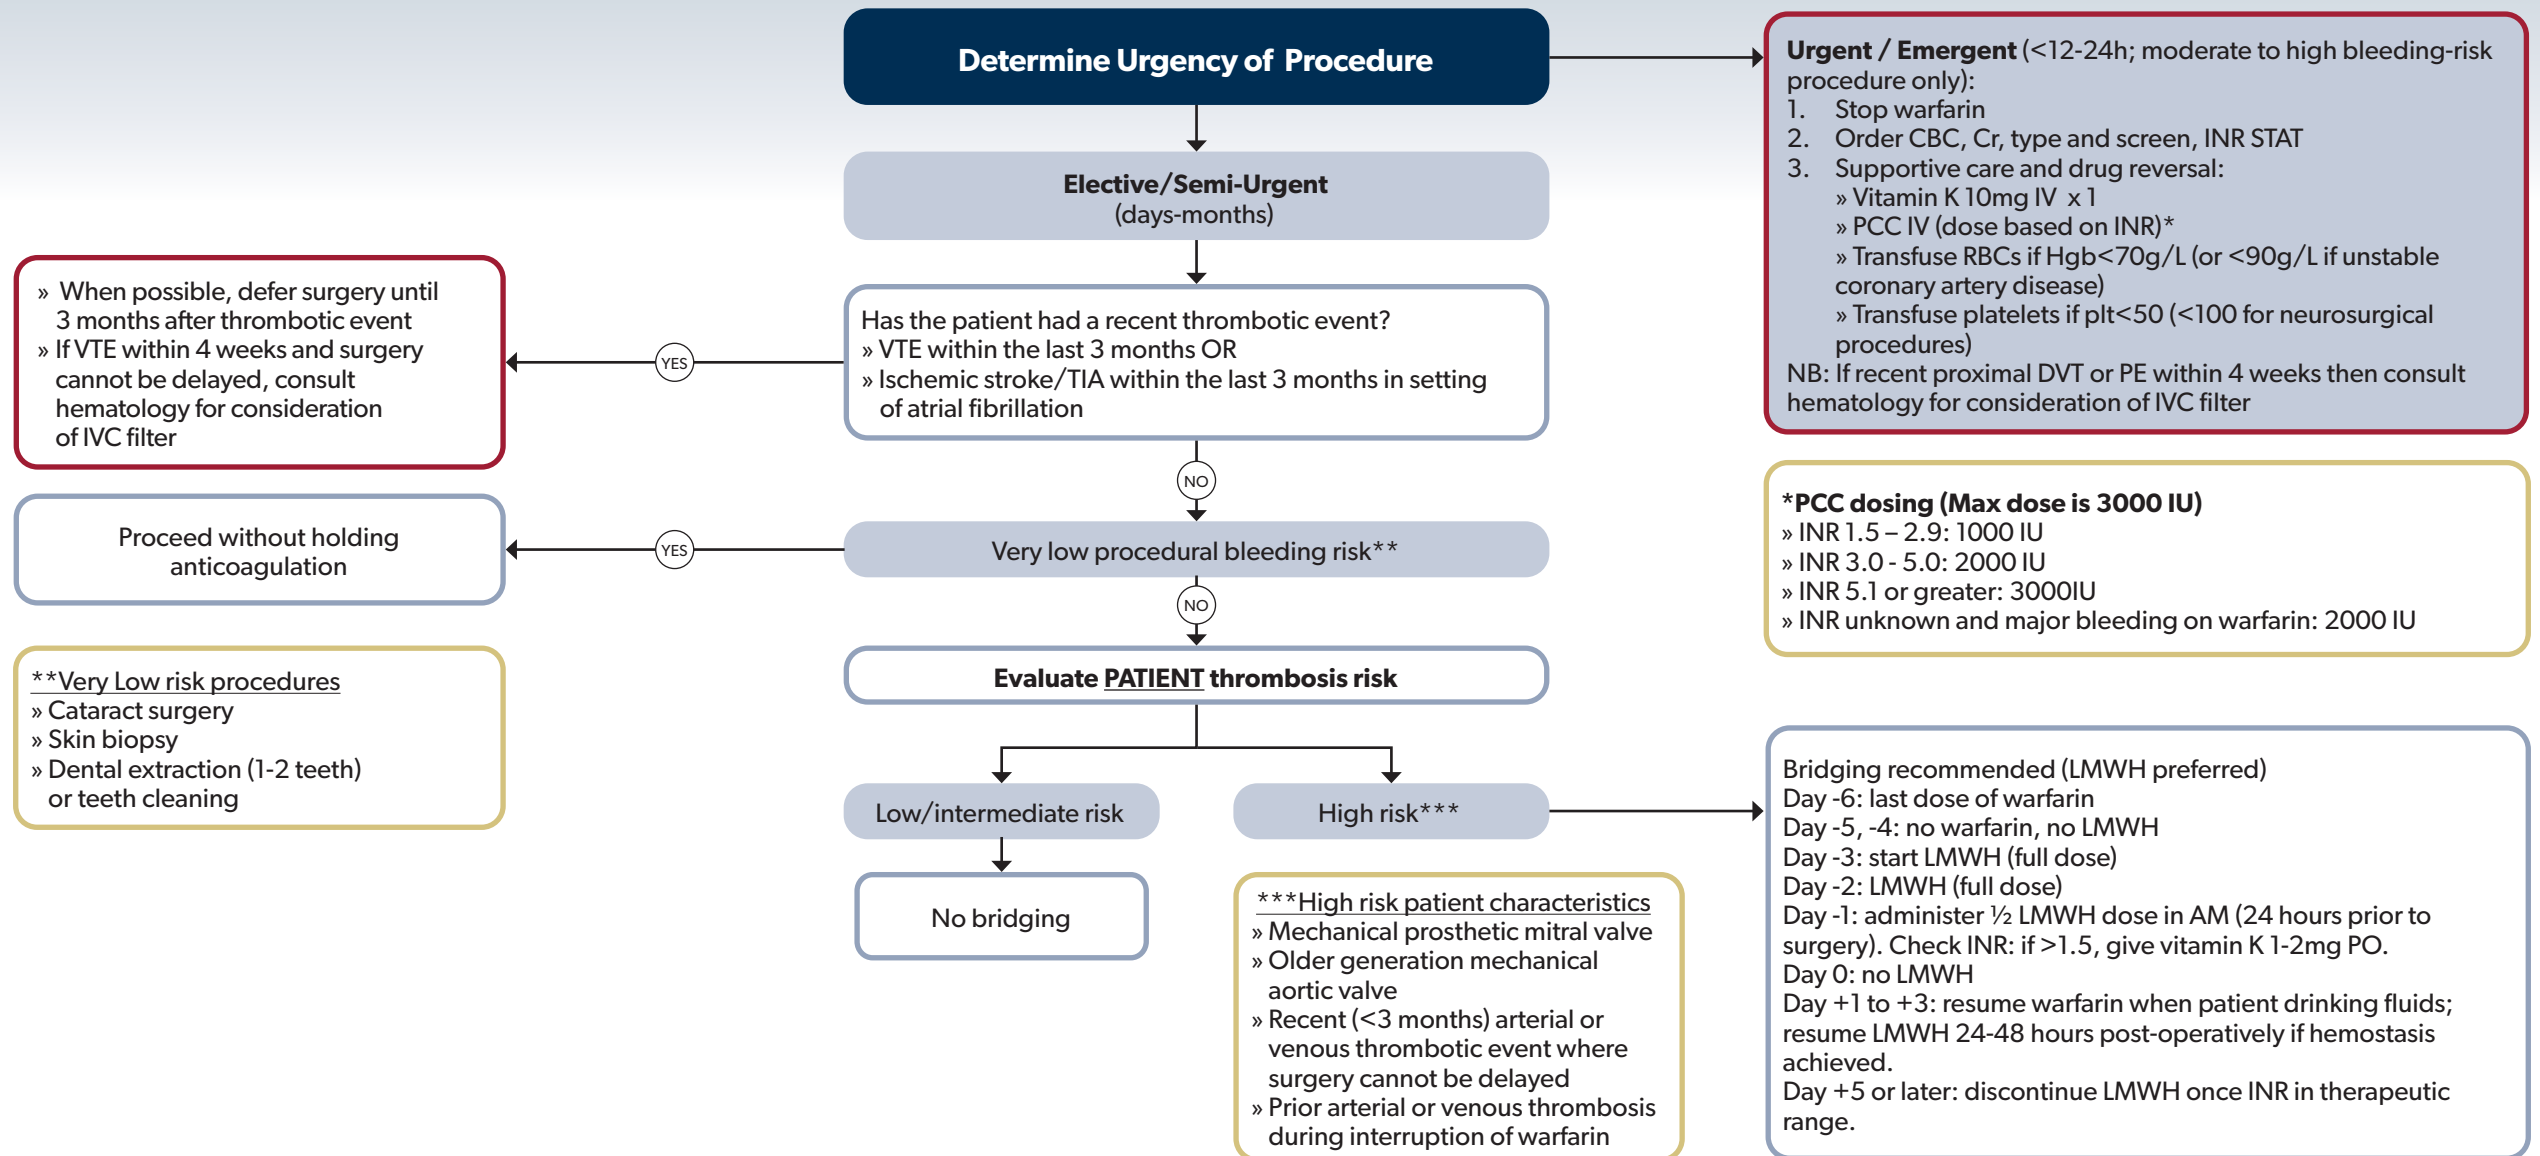 Determine Urgency of Procedure
Urgent / Emergent (<12-24h; moderate to high bleeding-risk
procedure only):
1. Stop warfarin
2. Order CBC, Cr, type and screen, INR STAT
3. Supportive care and drug reversal:
» Vitamin K 10mg IV x 1
» PCC IV (dose based on INR)*
» Transfuse RBCs if Hgb<70g/L (or <90g/L if unstable
coronary artery disease)
» Transfuse platelets if plt<50 (<100 for neurosurgical
procedures)
NB: If recent proximal DVT or PE within 4 weeks then consult
hematology for consideration of IVC filter
Elective/Semi-Urgent
(days-months)
Has the patient had a recent thrombotic event?
» VTE within the last 3 months OR
» Ischemic stroke/TIA within the last 3 months in setting
of atrial fibrillation
YES
» When possible, defer surgery until
3 months after thrombotic event
» If VTE within 4 weeks and surgery
cannot be delayed, consult
hematology for consideration
of IVC filter
NO
*PCC dosing (Max dose is 3000 IU)
» INR 1.5 – 2.9: 1000 IU
» INR 3.0 - 5.0: 2000 IU
» INR 5.1 or greater: 3000IU
» INR unknown and major bleeding on warfarin: 2000 IU
Very low procedural bleeding risk**
YES
Proceed without holding
anticoagulation
NO
**Very Low risk procedures
» Cataract surgery
» Skin biopsy
» Dental extraction (1-2 teeth)
or teeth cleaning
Evaluate PATIENT thrombosis risk
Low/intermediate risk
High risk***
No bridging
***High risk patient characteristics
» Mechanical prosthetic mitral valve
» Older generation mechanical
aortic valve
» Recent (<3 months) arterial or
venous thrombotic event where
surgery cannot be delayed
» Prior arterial or venous thrombosis
during interruption of warfarin
Bridging recommended (LMWH preferred)
Day -6: last dose of warfarin
Day -5, -4: no warfarin, no LMWH
Day -3: start LMWH (full dose)
Day -2: LMWH (full dose)
Day -1: administer ½ LMWH dose in AM (24 hours prior to
surgery). Check INR: if >1.5, give vitamin K 1-2mg PO.
Day 0: no LMWH
Day +1 to +3: resume warfarin when patient drinking fluids;
resume LMWH 24-48 hours post-operatively if hemostasis
achieved.
Day +5 or later: discontinue LMWH once INR in therapeutic
range.